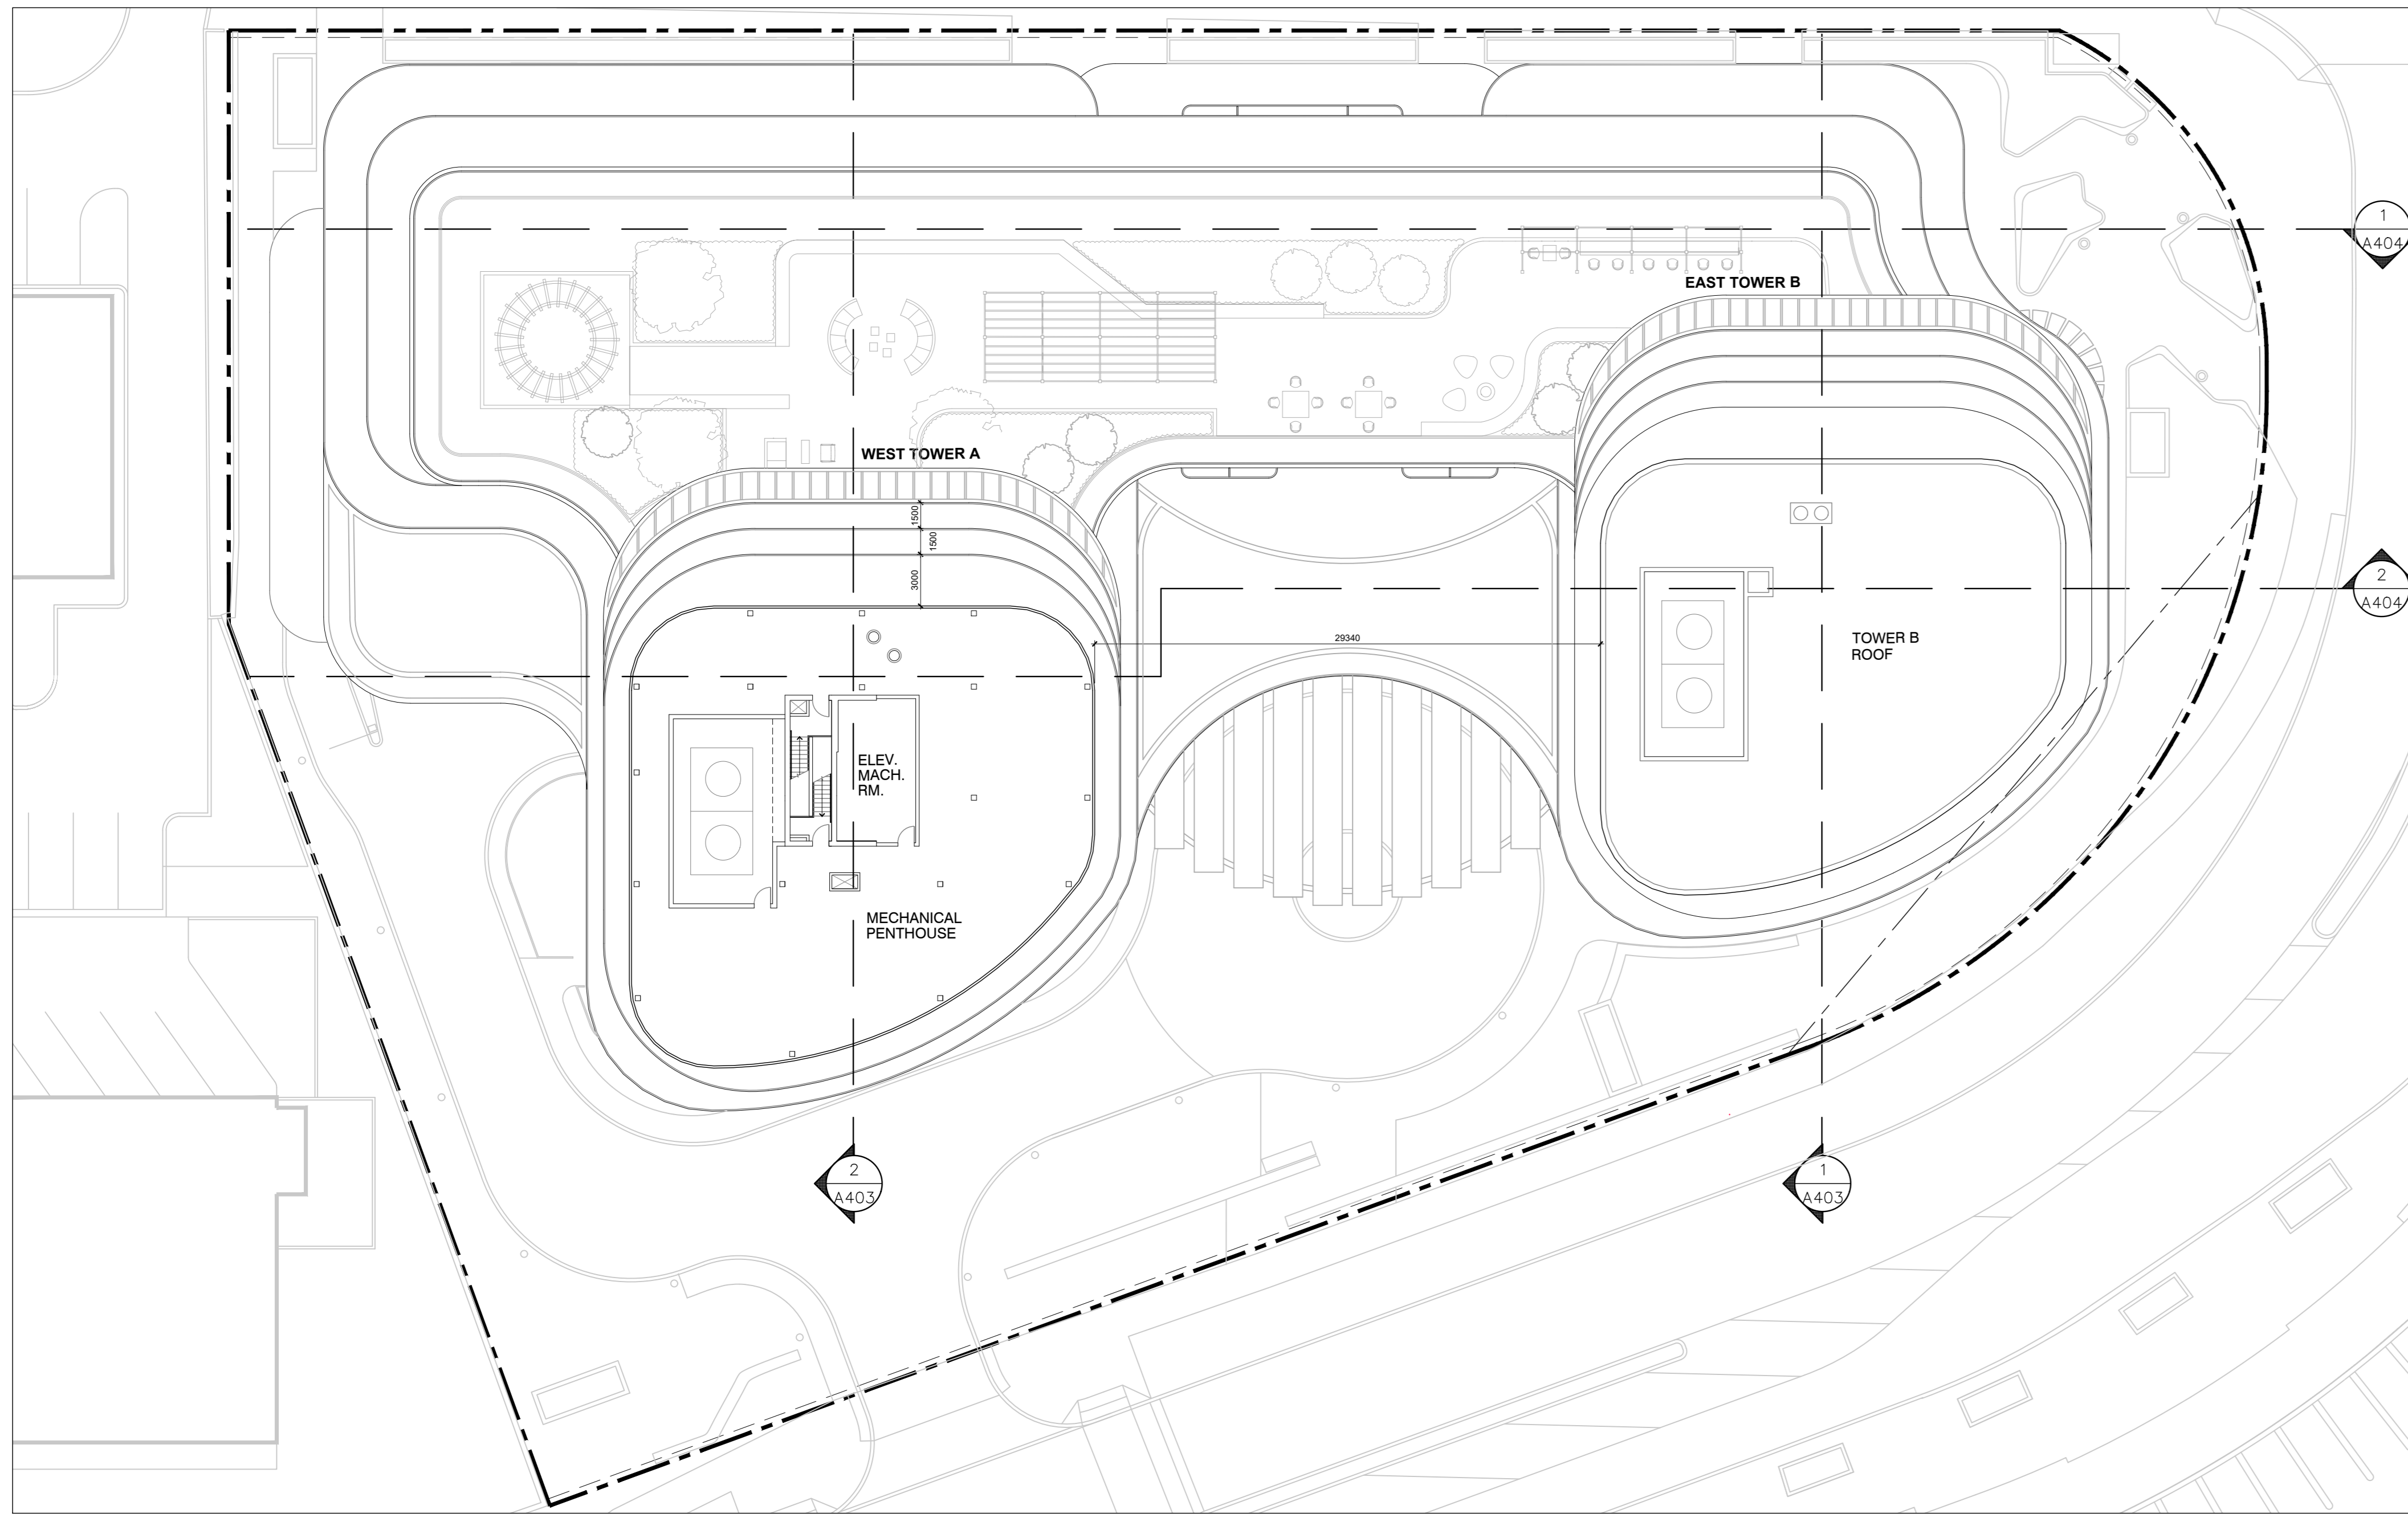 1
A404
EAST TOWER B
WEST TOWER A
1500
1500
3000
2
A404
29340
TOWER B
ROOF
ELEV.
MACH.
RM.
MECHANICAL
PENTHOUSE
2
A403
1
A403